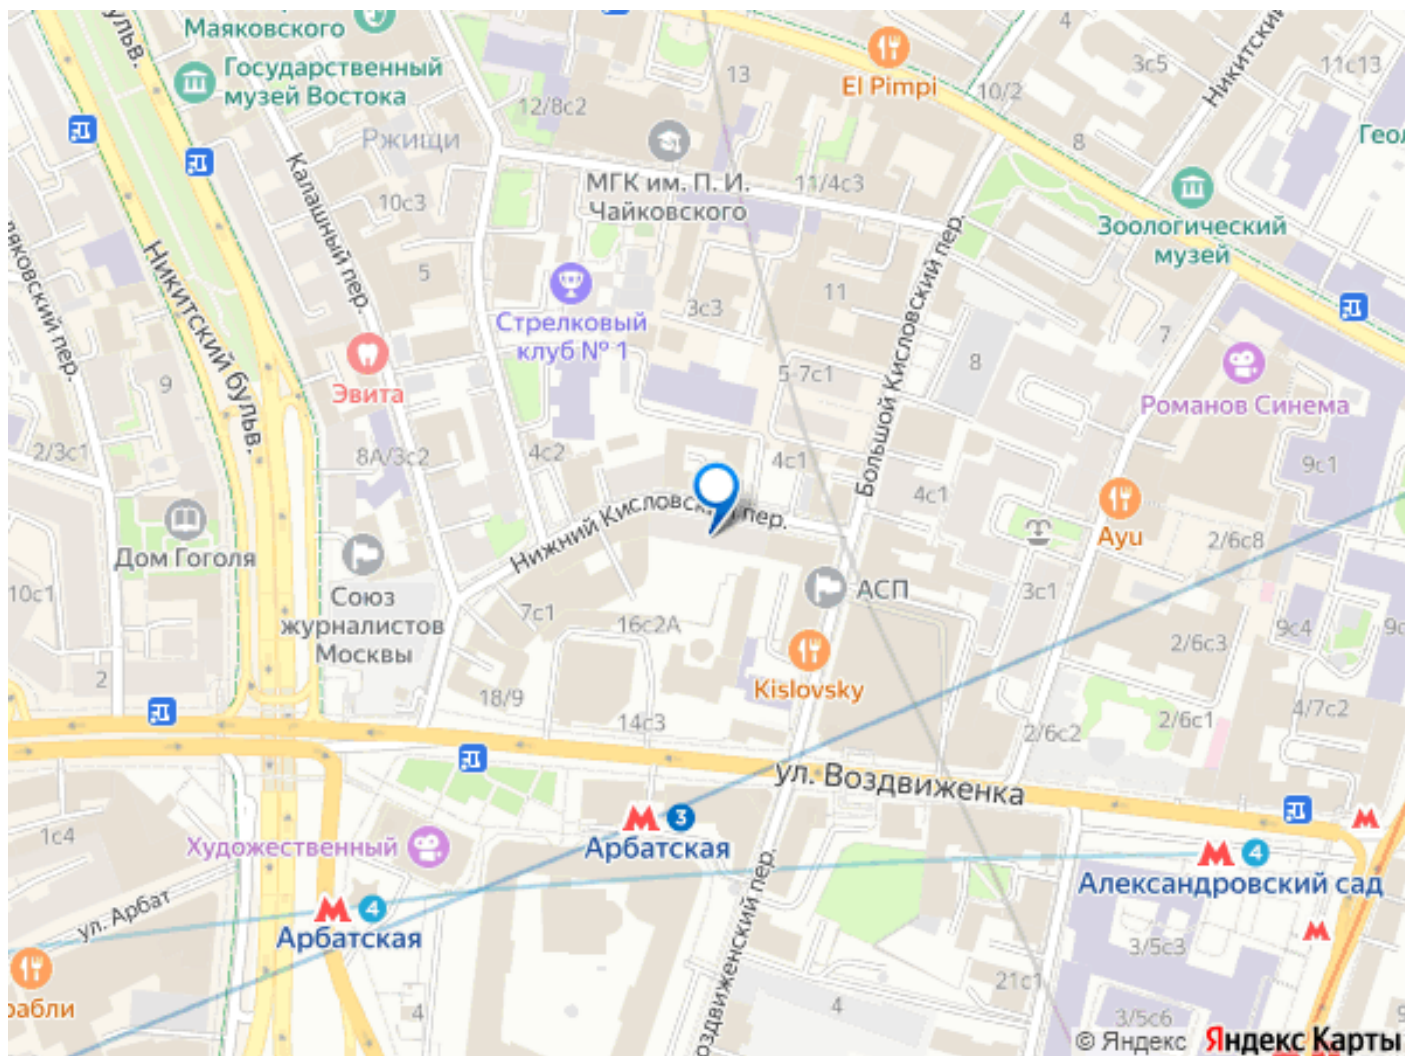 Маяковского
Государственный
музей Востока
бульв.
13
El Pimpi
4
3с5
11с13
10/2
Никитский
12/8с2
Ржищи
8
МГК им. П. И.
Чайковского
11/4с3
Калашный пер.
10с3
5
Зоологический
музей
Никитский бульв.
11
3с3
Стрелковый
клуб № 1
Большой Кисловский пер.
7
8
5-7с1
Эвита
9
Романов Синема
2/3с1
8А/3с2
4с2
4с1
4с1
9с1
Нижний Кисловский пер.
Ayu
2/6с8
Дом Гоголя
10с1
Союз
журналистов
Москвы
7с1
16с2А
АСП
3с1
9с4
2/6с3
2
18/9
14с3
Kislovsky
2/6с2
2/6с1
4/7с2
ул. Воздвиженка
1с4
Художественный
3
Арбатская
4
Александровский сад
ул. Арбат
4
Арбатская
3/5с3
21с1
4
4
3/5с6
© Яндекс Яндекс Карты